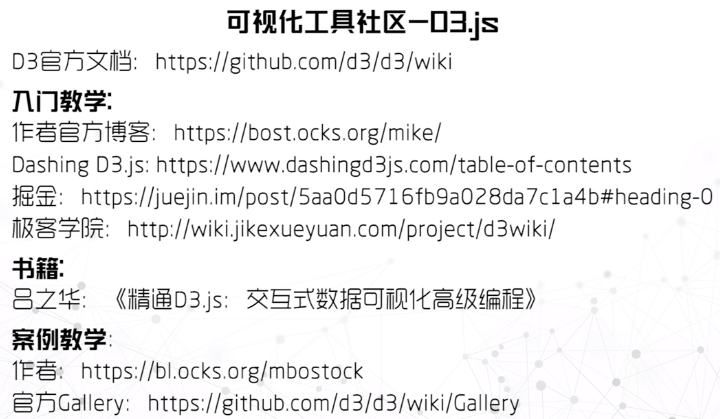 可视化工具社区—D3.js
D3官方文档：https://github.com/d3/d3/wiki
入门教学:
作者官方博客：https://bost.ocks.org/mike/
Dashing D3.js: https://www.dashingd3js.com/table-of-contents
掘金：https://juejin.im/post/5aa0d5716fb9a028da7c1a4b#heading-0
极客学院：http://wiki.jikexueyuan.com/project/d3wiki/
书籍:
吕之华：《精通D3.js：交互式数据可视化高级编程》
案例教学:
作者：https://bl.ocks.org/mbostock
官方Gallery：https://github.com/d3/d3/wiki/Gallery